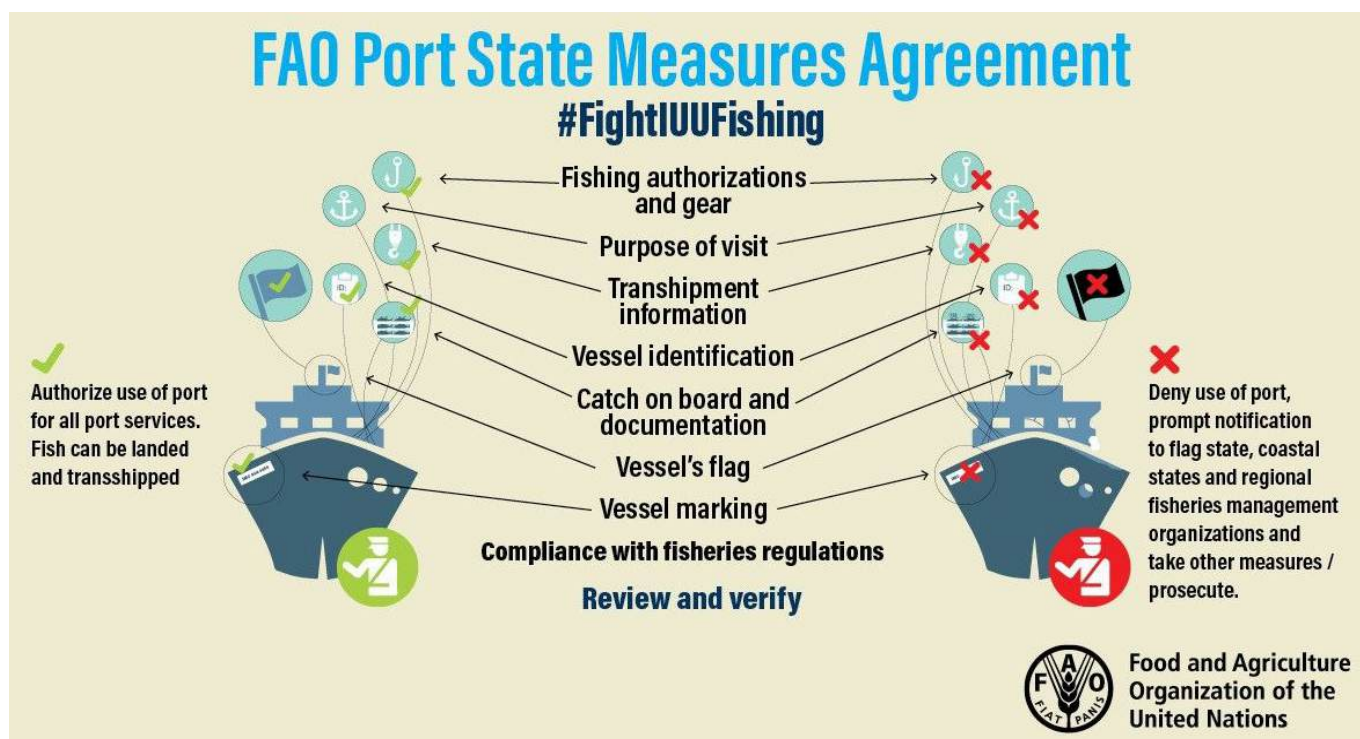 FAO Port State Measures Agreement
#FightIUUFishing
Fishing authorizations
and gear
Purpose of visit
Transhipment
information
Vessel identification
Catch on board and
documentation
Vessel's flag
Vessel marking
Compliance with fisheries regulations
Review and verify
Authorize use of port
for all port services.
Fish can be landed
and transshipped
ID:
ID:
Deny use of port,
prompt notification
to flag state, coastal
states and regional
fisheries management
organizations and
take other measures /
prosecute.
FAO
FIAT PANIS
Food and Agriculture
Organization of the
United Nations